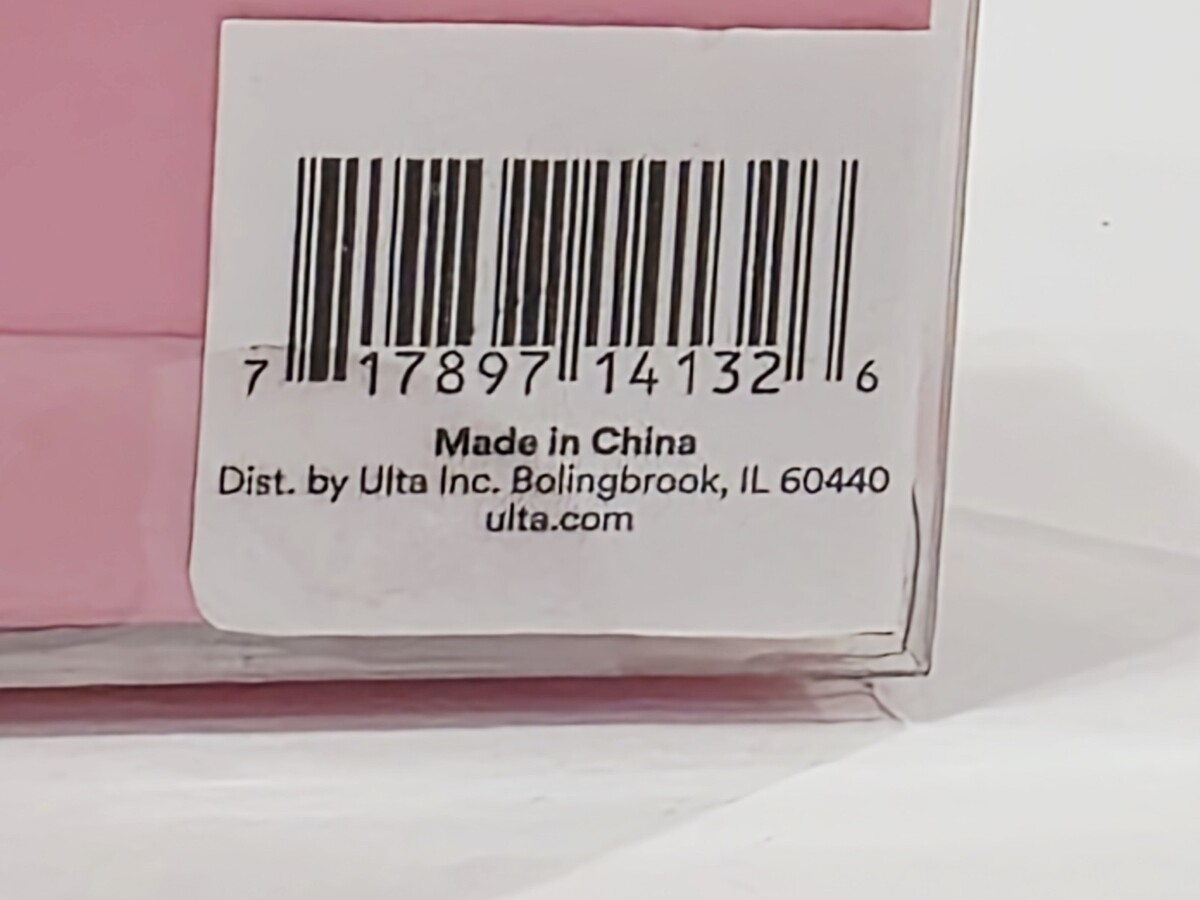 7 17897 14132 6
Made in China
Dist. by Ulta Inc. Bolingbrook, IL 60440
ulta.com